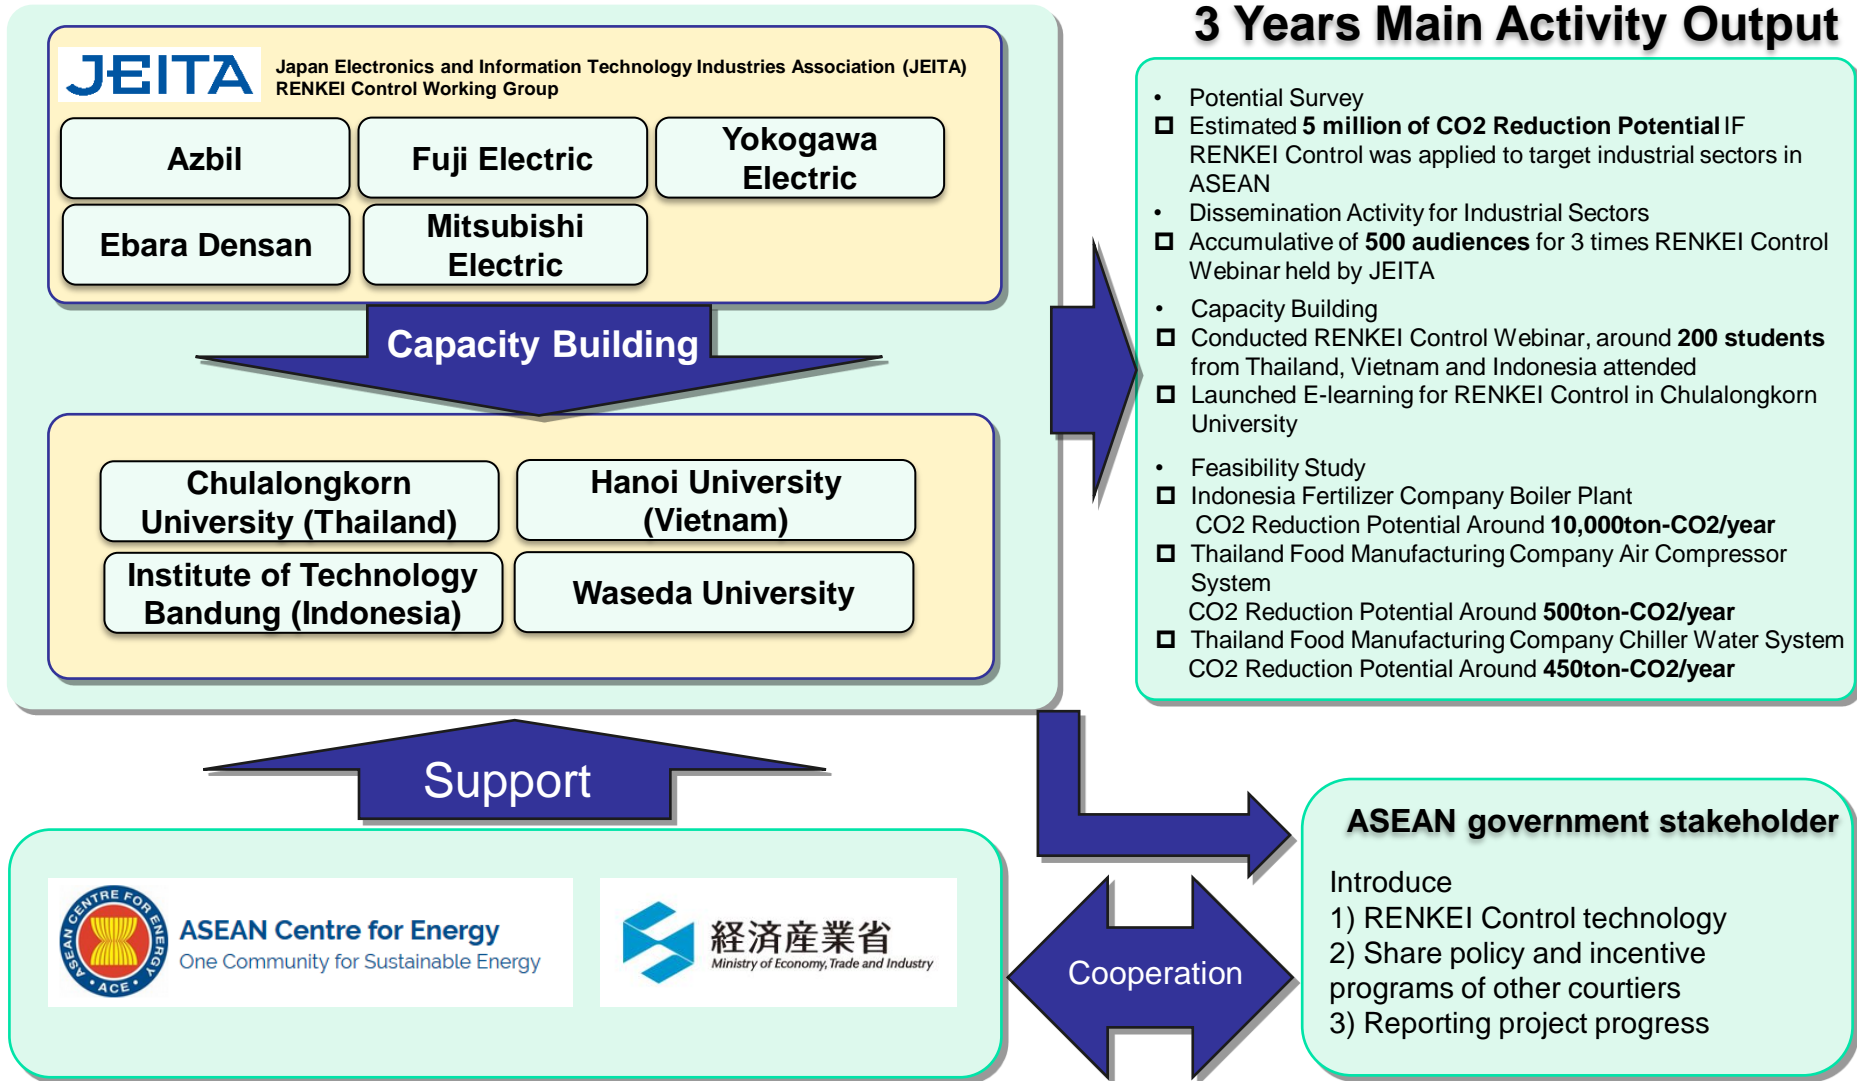 3 Years Main Activity Output
JEITA
Japan Electronics and Information Technology Industries Association (JEITA)
RENKEI Control Working Group
Azbil
Fuji Electric
Yokogawa
Electric
Ebara Densan
Mitsubishi
Electric
Capacity Building
Chulalongkorn
University (Thailand)
Hanoi University
(Vietnam)
Institute of Technology
Bandung (Indonesia)
Waseda University
• Potential Survey
Estimated 5 million of CO2 Reduction Potential IF
RENKEI Control was applied to target industrial sectors in
ASEAN
• Dissemination Activity for Industrial Sectors
Accumulative of 500 audiences for 3 times RENKEI Control
Webinar held by JEITA
• Capacity Building
Conducted RENKEI Control Webinar, around 200 students
from Thailand, Vietnam and Indonesia attended
Launched E-learning for RENKEI Control in Chulalongkorn
University
• Feasibility Study
Indonesia Fertilizer Company Boiler Plant
CO2 Reduction Potential Around 10,000ton-CO2/year
Thailand Food Manufacturing Company Air Compressor
System
CO2 Reduction Potential Around 500ton-CO2/year
Thailand Food Manufacturing Company Chiller Water System
CO2 Reduction Potential Around 450ton-CO2/year
Support
ASEAN CENTRE FOR ENERGY
• ACE •
ASEAN Centre for Energy
One Community for Sustainable Energy
経済産業省
Ministry of Economy, Trade and Industry
Cooperation
ASEAN government stakeholder
Introduce
1) RENKEI Control technology
2) Share policy and incentive
programs of other courtiers
3) Reporting project progress